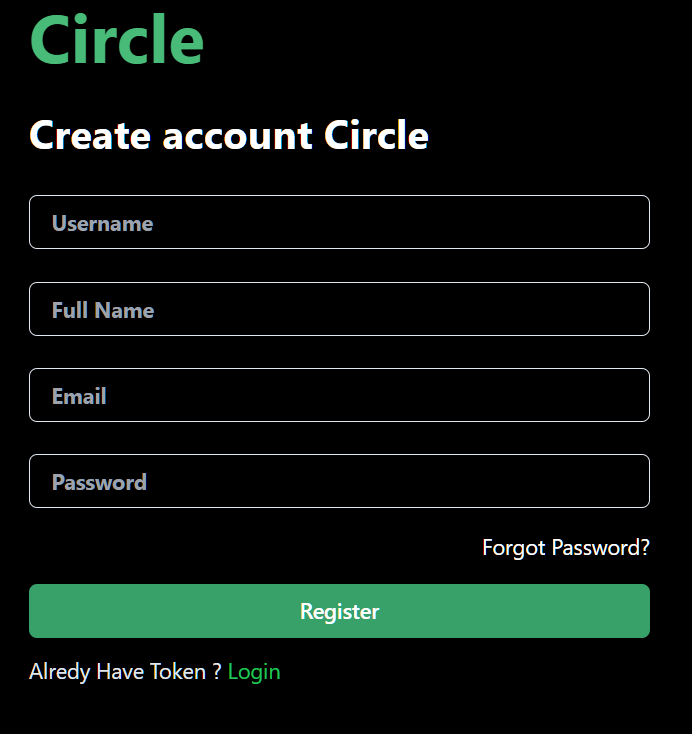 Circle
Create account Circle
Username
Full Name
Email
Password
Forgot Password?
Register
Alredy Have Token ? Login